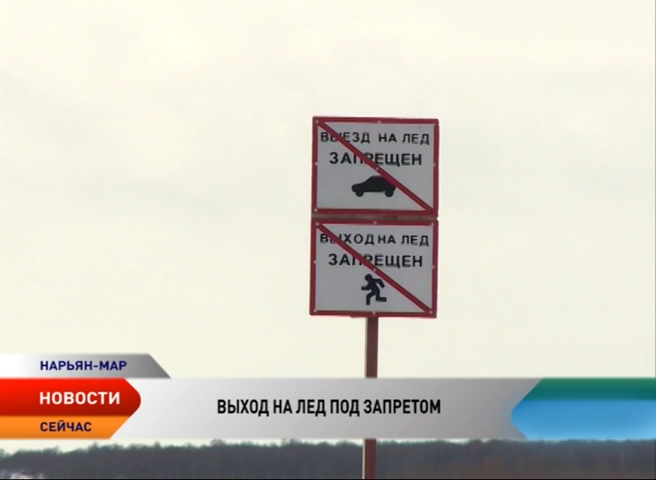 ВЫЕЗД НА ЛЕД
ЗАПРЕЩЕН
ВЫХОД НА ЛЕД
ЗАПРЕЩЕН
НАРЬЯН-МАР
НОВОСТИ
СЕЙЧАС
ВЫХОД НА ЛЕД ПОД ЗАПРЕТОМ